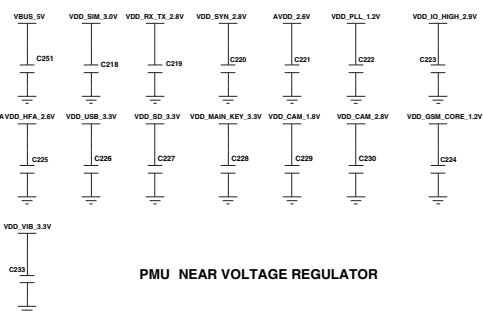 VBUS_5V VDD_SIM_3.0V VDD_RX_TX_2.8V VDD_SYN_2.8V AVDD_2.6V VDD_PLL_1.2V VDD_IO_HIGH_2.9V
C251 C218 C219 C220 C221 C222 C223
AVDD_HFA_2.6V VDD_USB_3.3V VDD_SD_3.3V VDD_MAIN_KEY_3.3V VDD_CAM_1.8V VDD_CAM_2.8V VDD_GSM_CORE_1.2V
C225 C226 C227 C228 C229 C230 C224
VDD_VIB_3.3V
C233
PMU NEAR VOLTAGE REGULATOR